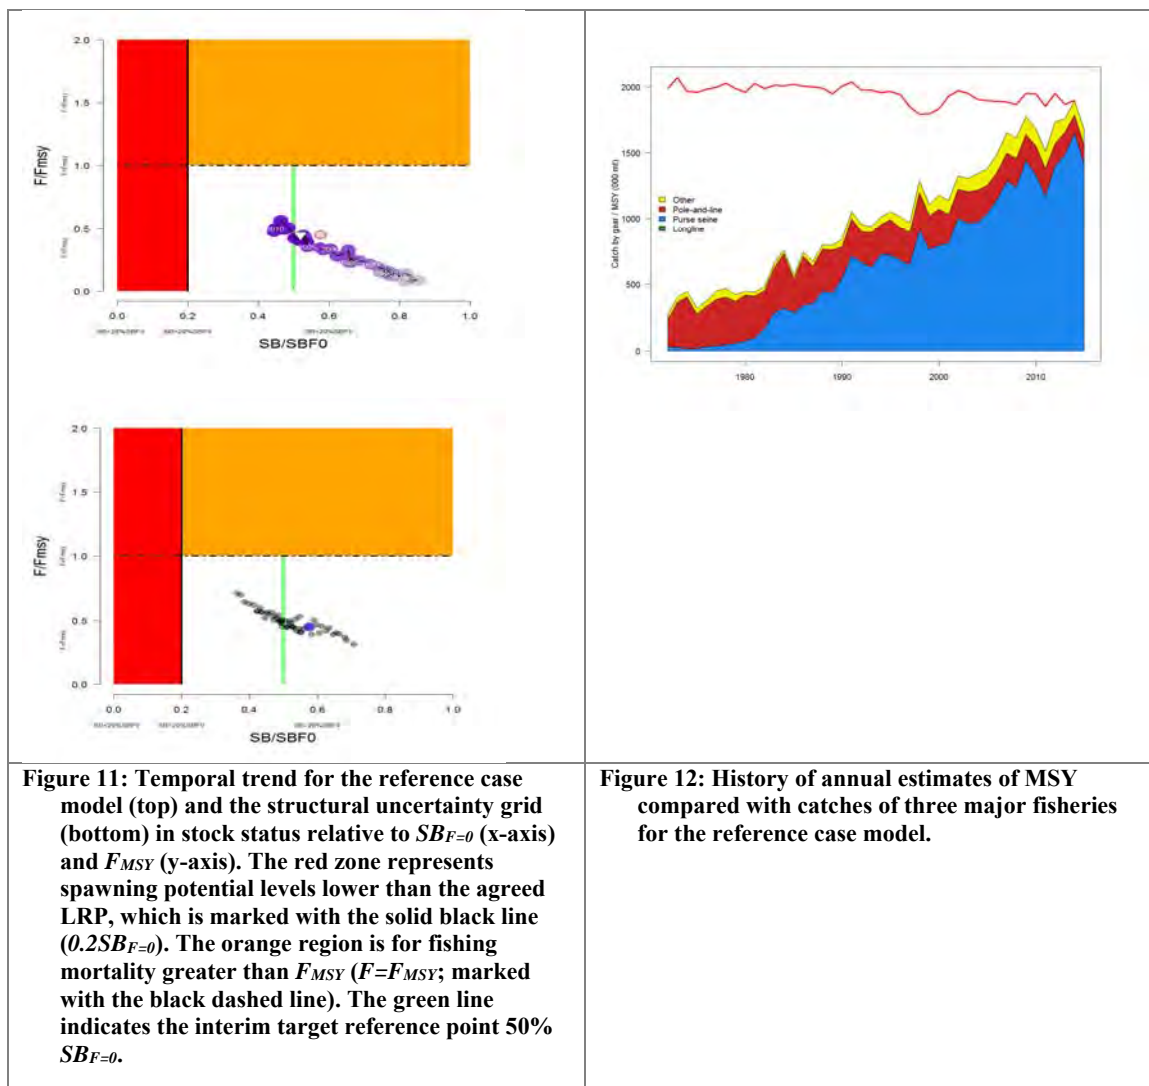 2.0
1.5
1.0
0.5
0.0
F/Fmsy
0.0 0.2 0.4 0.6 0.8 1.0
SB/SBF0
2.0
1.5
1.0
0.5
0.0
F/Fmsy
0.0 0.2 0.4 0.6 0.8 1.0
SB/SBF0
2000
1500
1000
500
0
Catch by gear / MSY (000 mt)
Other
Pole-and-line
Purse seine
Longline
1980 1990 2000 2010
Figure 11: Temporal trend for the reference case
model (top) and the structural uncertainty grid
(bottom) in stock status relative to SBF=0 (x-axis)
and FMSY (y-axis). The red zone represents
spawning potential levels lower than the agreed
LRP, which is marked with the solid black line
(0.2SBF=0). The orange region is for fishing
mortality greater than FMSY (F=FMSY; marked
with the black dashed line). The green line
indicates the interim target reference point 50%
SBF=0.
Figure 12: History of annual estimates of MSY
compared with catches of three major fisheries
for the reference case model.